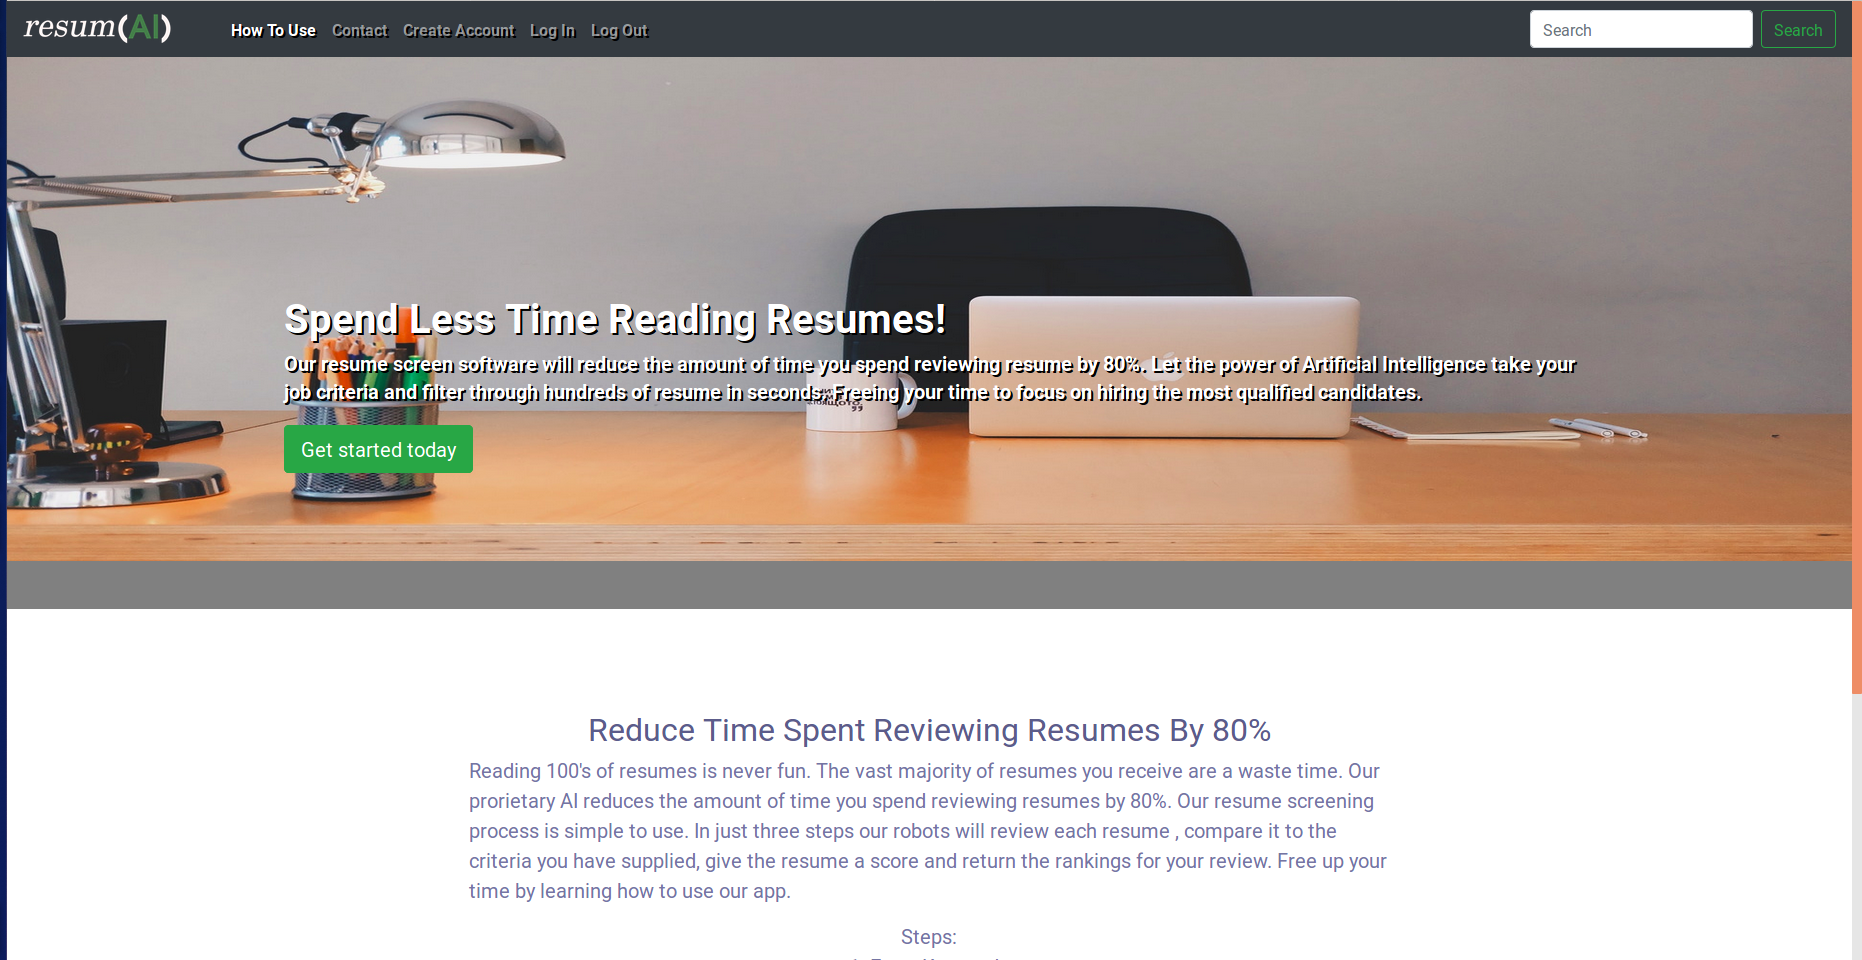 resum(AI)
How To Use Contact Create Account Log In Log Out Search Search
Spend Less Time Reading Resumes!
Our resume screen software will reduce the amount of time you spend reviewing resume by 80%. Let the power of Artificial Intelligence take your
job criteria and filter through hundreds of resume in seconds. Freeing your time to focus on hiring the most qualified candidates.
Get started today
Reduce Time Spent Reviewing Resumes By 80%
Reading 100's of resumes is never fun. The vast majority of resumes you receive are a waste time. Our
prorietary AI reduces the amount of time you spend reviewing resumes by 80%. Our resume screening
process is simple to use. In just three steps our robots will review each resume , compare it to the
criteria you have supplied, give the resume a score and return the rankings for your review. Free up your
time by learning how to use our app.
Steps: